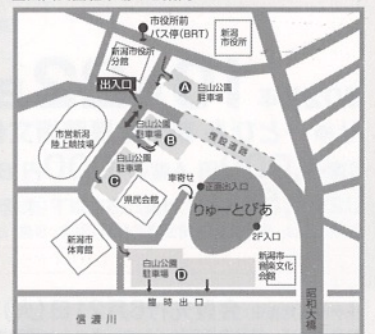 市役所前
バス停(BRT)
新潟
市役所
新潟市役所
分館
出入口
A
白山公園
駐車場
白山公園
駐車場
B
市営新潟
陸上競技場
白山公園
駐車場
C
車寄せ
正面出入口
県民会館
りゅーとぴあ
2F入口
新潟市
体育館
新潟市
音楽文化
会館
白山公園
駐車場
D
臨時出口
昭和大橋
信濃川